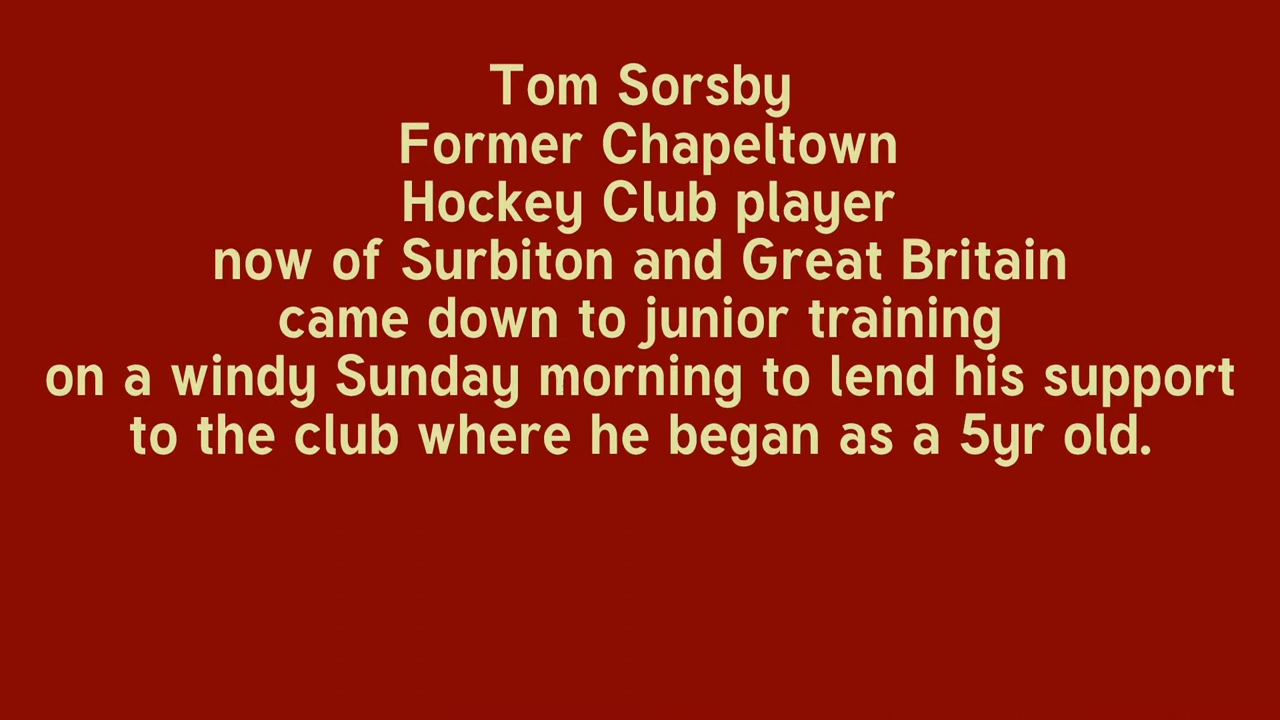 Tom Sorsby
Former Chapeltown
Hockey Club player
now of Surbiton and Great Britain
came down to junior training
on a windy Sunday morning to lend his support
to the club where he began as a 5yr old.